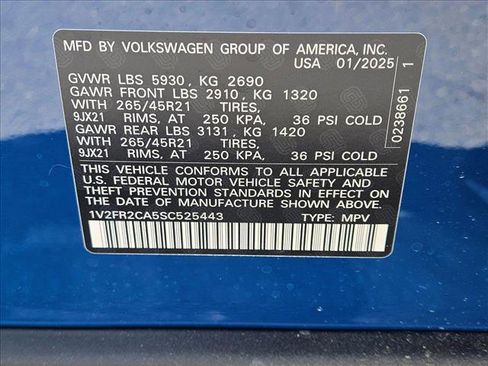 MFD BY VOLKSWAGEN GROUP OF AMERICA, INC.
USA 01/2025
GVWR LBS 5930, KG 2690
GAWR FRONT LBS 2910, KG 1320
WITH 265/45R21 TIRES,
9JX21 RIMS, AT 250 KPA, 36 PSI COLD
GAWR REAR LBS 3131, KG 1420
WITH 265/45R21 TIRES,
9JX21 RIMS, AT 250 KPA, 36 PSI COLD
THIS VEHICLE CONFORMS TO ALL APPLICABLE
U.S. FEDERAL MOTOR VEHICLE SAFETY AND
THEFT PREVENTION STANDARDS IN EFFECT ON
THE DATE OF MANUFACTURE SHOWN ABOVE.
1V2FR2CA5SC525443 TYPE: MPV
0238661 1